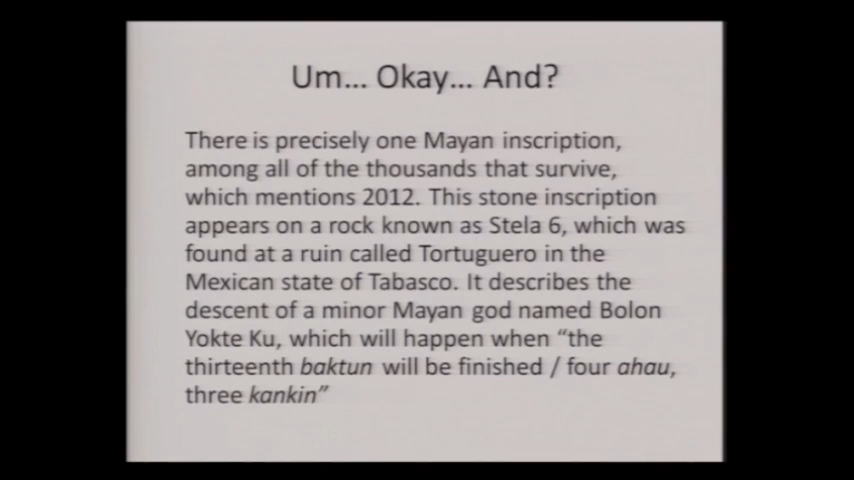 Um... Okay... And?
There is precisely one Mayan inscription,
among all of the thousands that survive,
which mentions 2012. This stone inscription
appears on a rock known as Stela 6, which was
found at a ruin called Tortuguero in the
Mexican state of Tabasco. It describes the
descent of a minor Mayan god named Bolon
Yokte Ku, which will happen when “the
thirteenth baktun will be finished / four ahau,
three kankin”